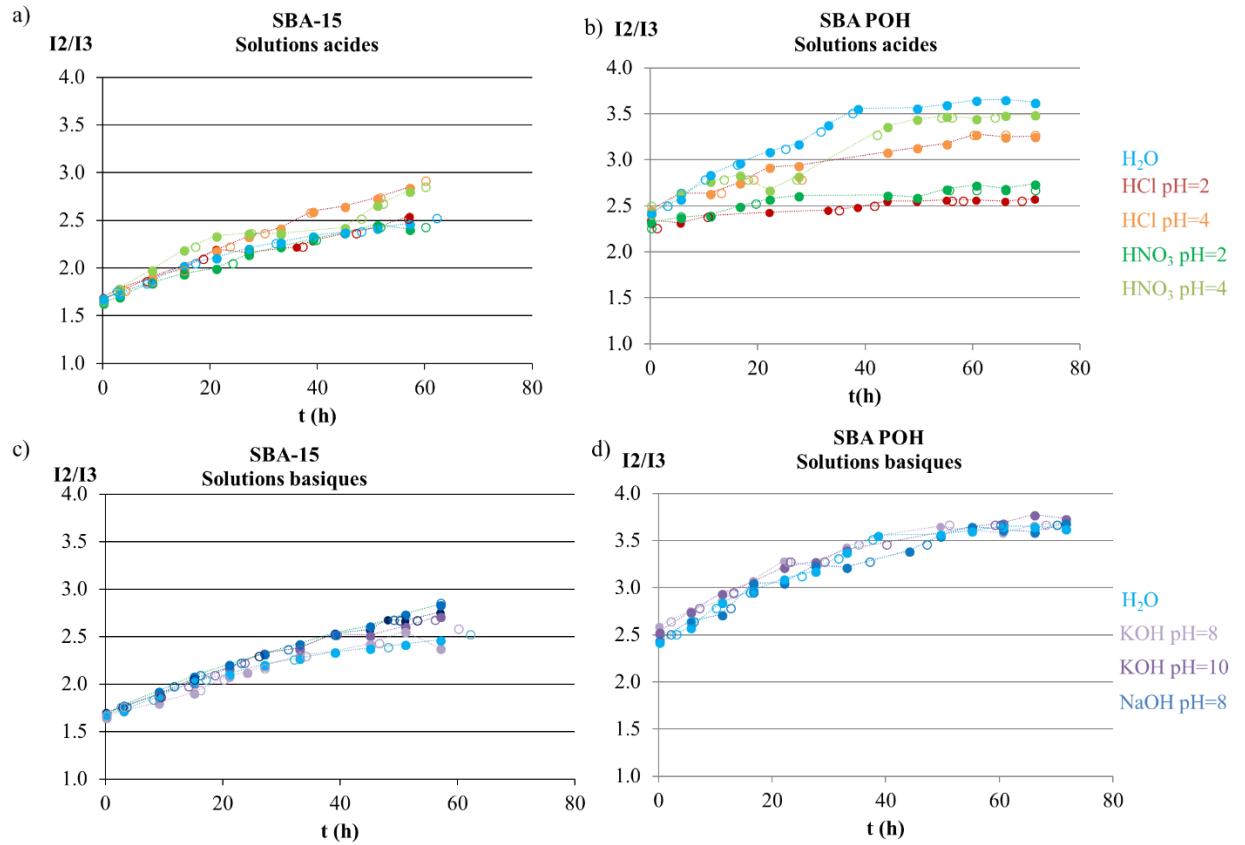 a)
SBA-15
Solutions acides
I2/I3
4.0
3.5
3.0
2.5
2.0
1.5
1.0
0
20
40
60
80
t (h)
b)
SBA POH
Solutions acides
I2/I3
4.0
3.5
3.0
2.5
2.0
1.5
1.0
0
20
40
60
80
t(h)
H₂O
HCl pH=2
HCl pH=4
HNO₃ pH=2
HNO₃ pH=4
c)
SBA-15
Solutions basiques
I2/I3
4.0
3.5
3.0
2.5
2.0
1.5
1.0
0
20
40
60
80
t (h)
d)
SBA POH
Solutions basiques
I2/I3
4.0
3.5
3.0
2.5
2.0
1.5
1.0
0
20
40
60
80
t (h)
H₂O
KOH pH=8
KOH pH=10
NaOH pH=8